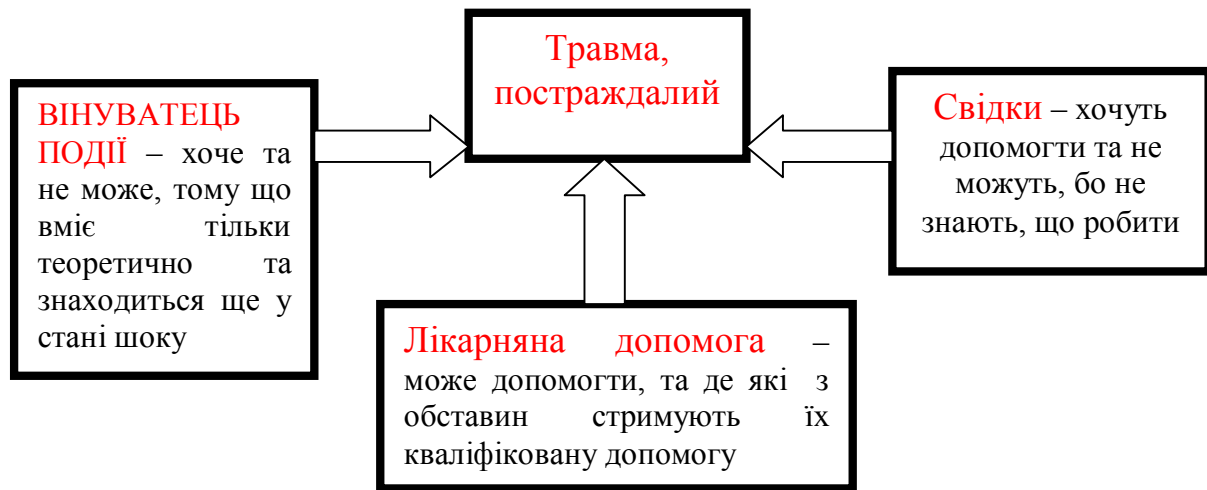 Травма,
постраждалий
ВІНУВАТЕЦЬ
ПОДІЇ – хоче та
не може, тому що
вміє тільки
теоретично та
знаходиться ще у
стані шоку
Свідки – хочуть
допомогти та не
можуть, бо не
знають, що робити
Лікарняна допомога –
може допомогти, та де які з
обставин стримують їх
кваліфіковану допомогу